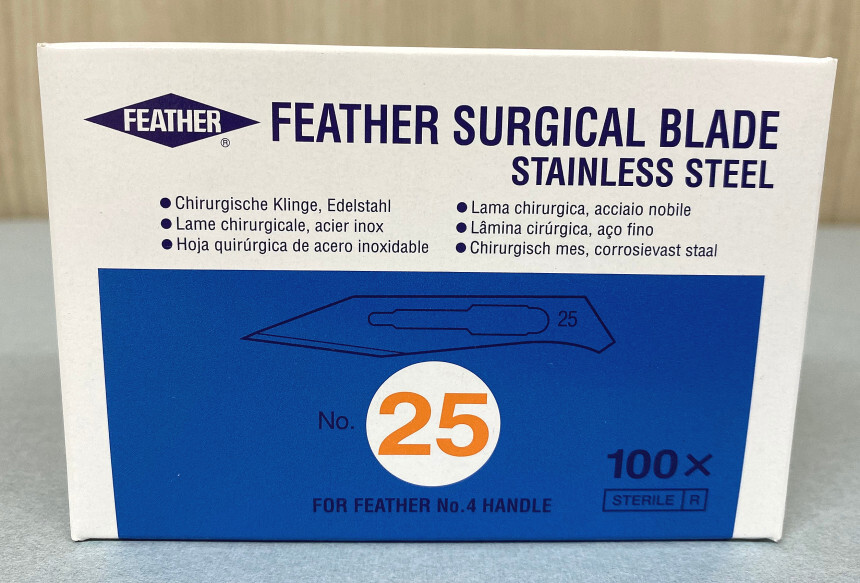 FEATHER®
FEATHER SURGICAL BLADE
STAINLESS STEEL
● Chirurgische Klinge, Edelstahl
● Lame chirurgicale, acier inox
● Hoja quirúrgica de acero inoxidable
● Lama chirurgica, acciaio nobile
● Lâmina cirúrgica, aço fino
● Chirurgisch mes, corrosievast staal
25
No. 25
100×
STERILE R
FOR FEATHER No.4 HANDLE